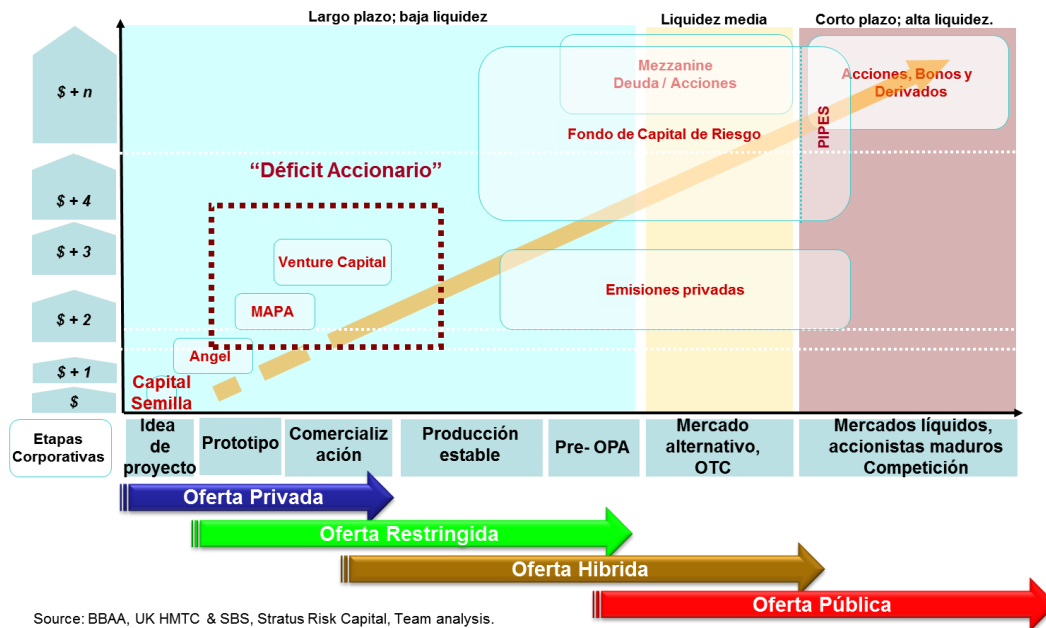 Largo plazo; baja liquidez
Liquidez media
Corto plazo; alta liquidez.
$ + n
$ + 4
$ + 3
$ + 2
$ + 1
$
Mezzanine
Deuda / Acciones
Acciones, Bonos y
Derivados
Fondo de Capital de Riesgo
PIPES
“Déficit Accionario”
Venture Capital
Emisiones privadas
MAPA
Angel
Capital
Semilla
Etapas
Corporativas
Idea
de
proyecto
Prototipo
Comercializ
ación
Producción
estable
Pre- OPA
Mercado
alternativo,
OTC
Mercados líquidos,
accionistas maduros
Competición
Oferta Privada
Oferta Restringida
Oferta Hibrida
Oferta Pública
Source: BBAA, UK HMTC & SBS, Stratus Risk Capital, Team analysis.